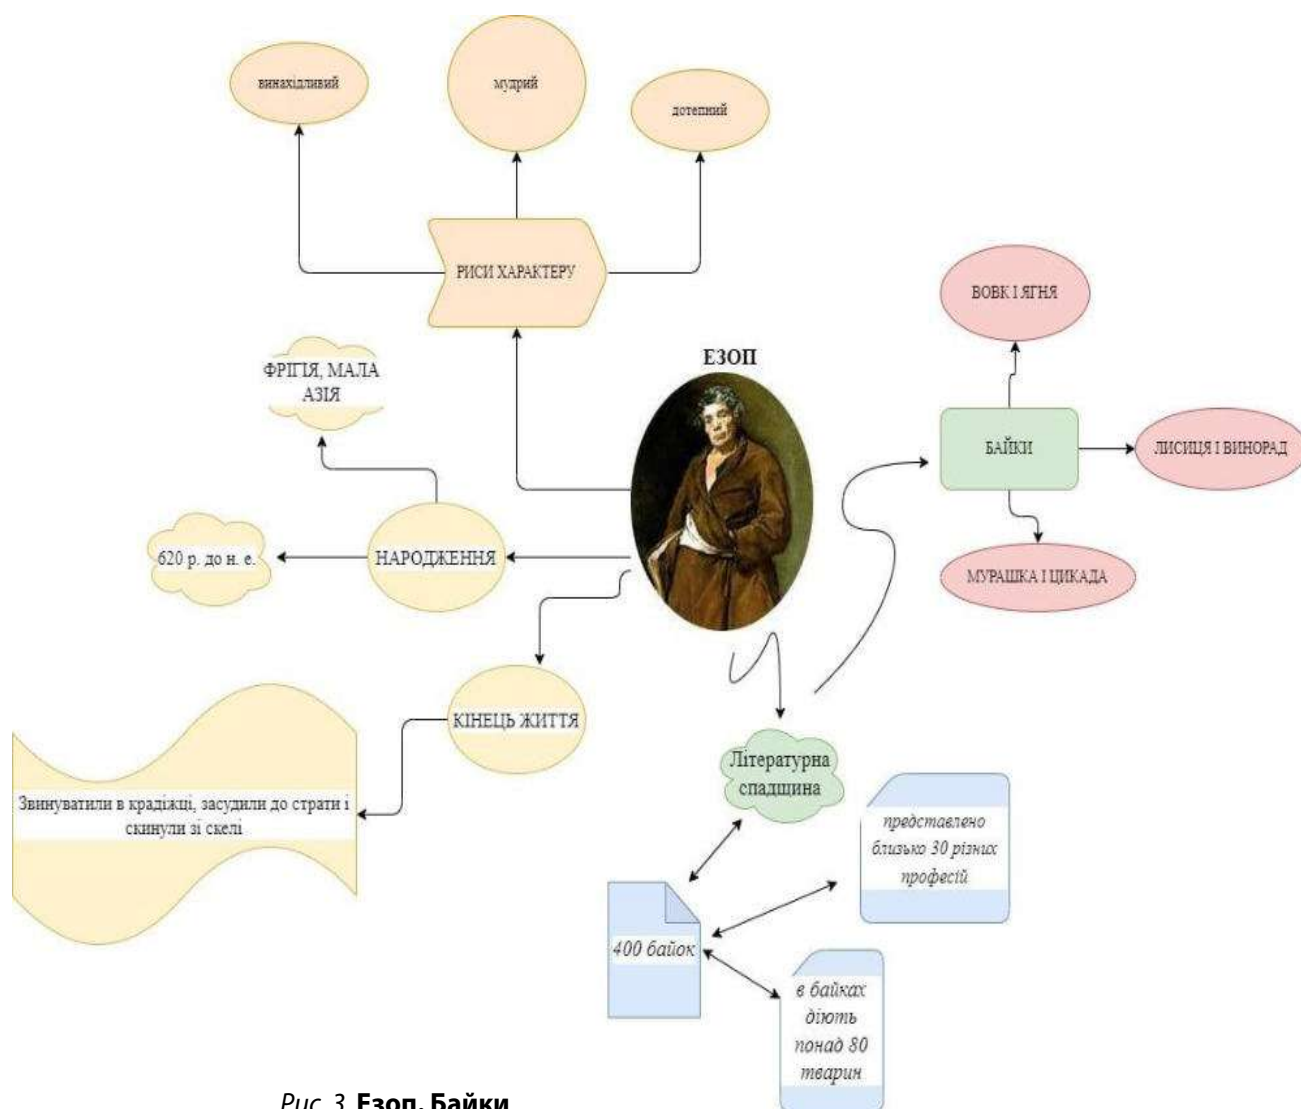 винахідливий
мудрий
дотепний
РИСИ ХАРАКТЕРУ
ФРІГІЯ, МАЛА
АЗІЯ
ЕЗОП
ВОВК І ЯГНЯ
БАЙКИ
ЛИСИЦЯ І ВИНОРАД
620 р. до н. е.
НАРОДЖЕННЯ
МУРАШКА І ЦИКАДА
КІНЕЦЬ ЖИТТЯ
Звинуватили в крадіжці, засудили до страти і
скинули зі скелі
Літературна
спадщина
представлено
близько 30 різних
професій
400 байок
в байках
діють
понад 80
тварин
Рис. 3. Езоп. Байки